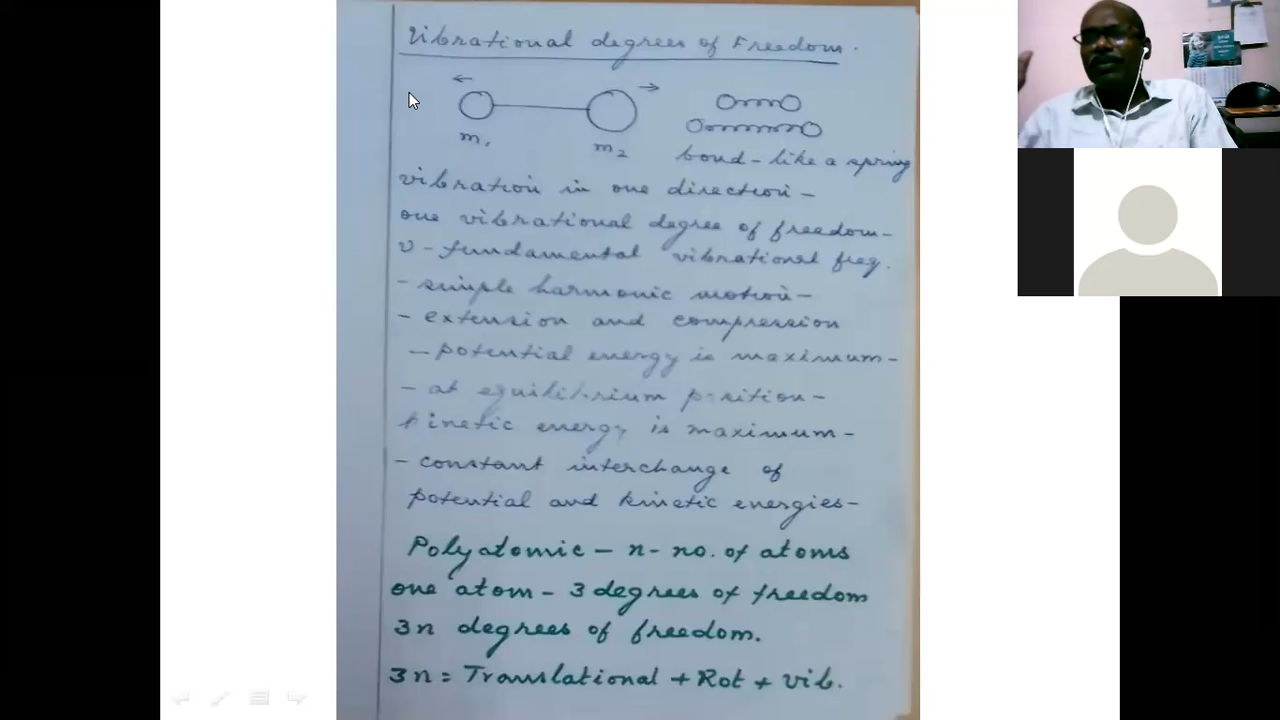 Vibrational degrees of Freedom.
m1 m2
bond - like a spring
vibration in one direction -
one vibrational degree of freedom -
ν - fundamental vibrational freq.
- simple harmonic motion -
- extension and compression
- potential energy is maximum -
- at equilibrium position -
kinetic energy is maximum -
- constant interchange of
potential and kinetic energies -
Polyatomic - n - no. of atoms
one atom - 3 degrees of freedom
3n degrees of freedom.
3n = Translational + Rot + vib.